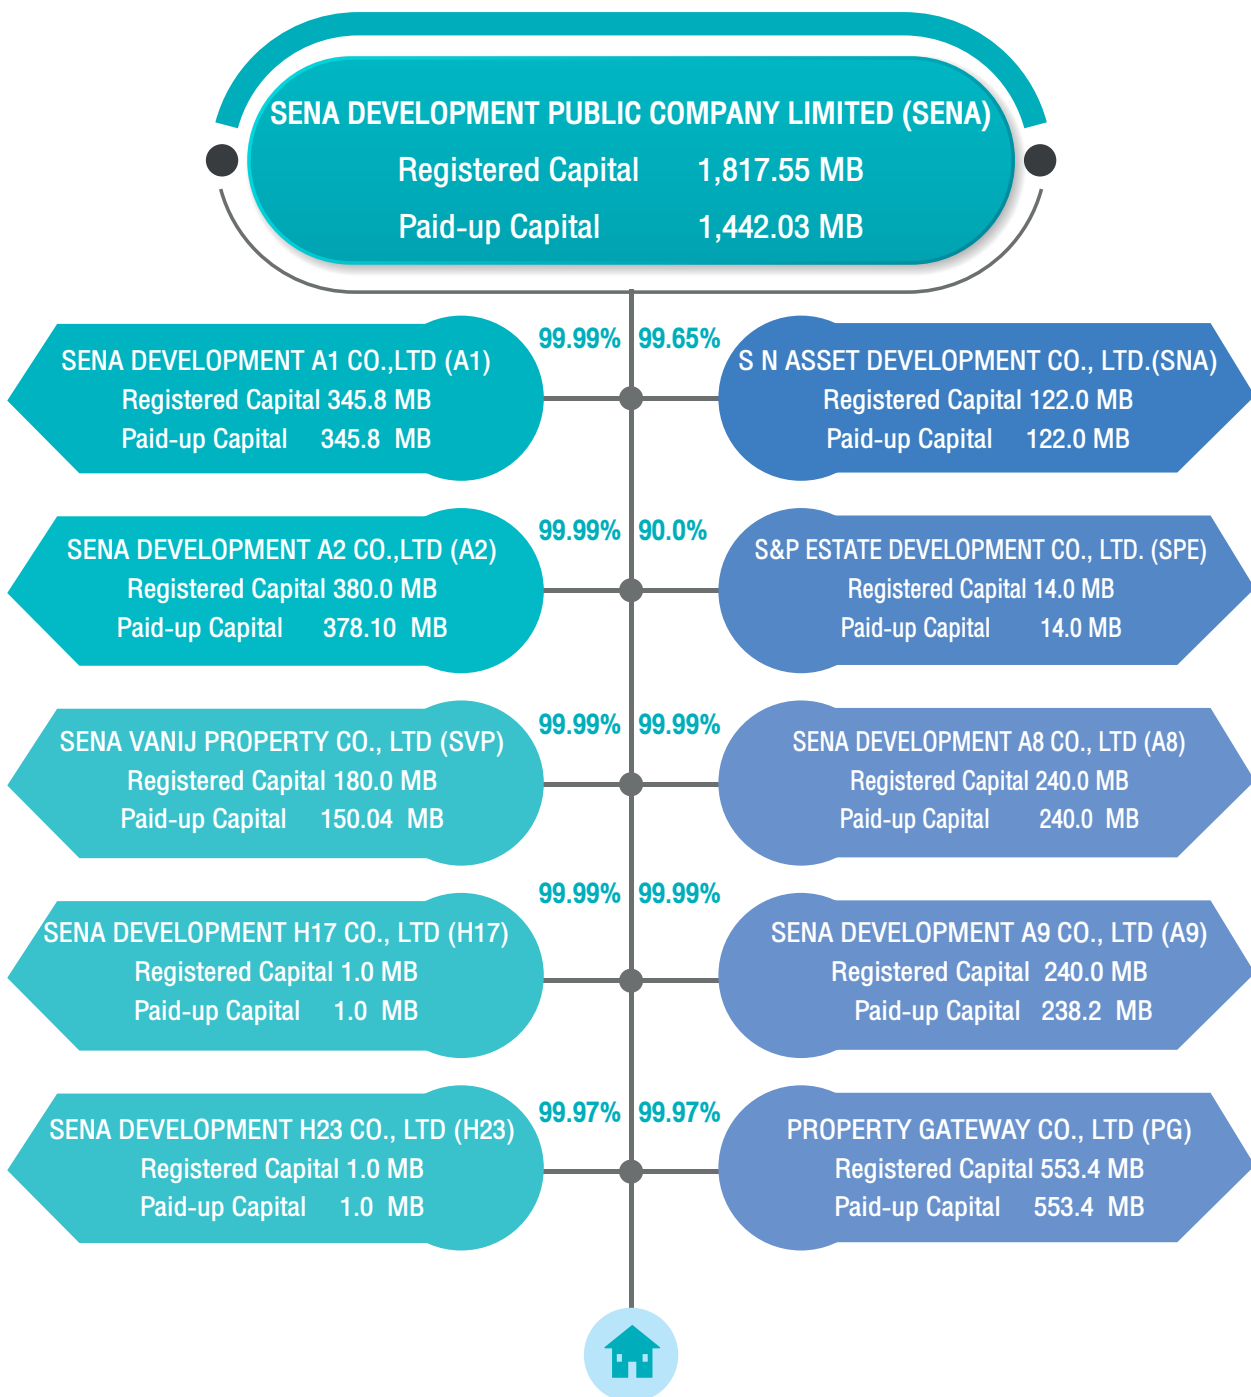 SENA DEVELOPMENT PUBLIC COMPANY LIMITED (SENA)
Registered Capital 1,817.55 MB
Paid-up Capital 1,442.03 MB
99.99% 99.65%
SENA DEVELOPMENT A1 CO.,LTD (A1)
Registered Capital 345.8 MB
Paid-up Capital 345.8 MB
S N ASSET DEVELOPMENT CO., LTD.(SNA)
Registered Capital 122.0 MB
Paid-up Capital 122.0 MB
99.99% 90.0%
SENA DEVELOPMENT A2 CO.,LTD (A2)
Registered Capital 380.0 MB
Paid-up Capital 378.10 MB
S&P ESTATE DEVELOPMENT CO., LTD. (SPE)
Registered Capital 14.0 MB
Paid-up Capital 14.0 MB
99.99% 99.99%
SENA VANIJ PROPERTY CO., LTD (SVP)
Registered Capital 180.0 MB
Paid-up Capital 150.04 MB
SENA DEVELOPMENT A8 CO., LTD (A8)
Registered Capital 240.0 MB
Paid-up Capital 240.0 MB
99.99% 99.99%
SENA DEVELOPMENT H17 CO., LTD (H17)
Registered Capital 1.0 MB
Paid-up Capital 1.0 MB
SENA DEVELOPMENT A9 CO., LTD (A9)
Registered Capital 240.0 MB
Paid-up Capital 238.2 MB
99.97% 99.97%
SENA DEVELOPMENT H23 CO., LTD (H23)
Registered Capital 1.0 MB
Paid-up Capital 1.0 MB
PROPERTY GATEWAY CO., LTD (PG)
Registered Capital 553.4 MB
Paid-up Capital 553.4 MB